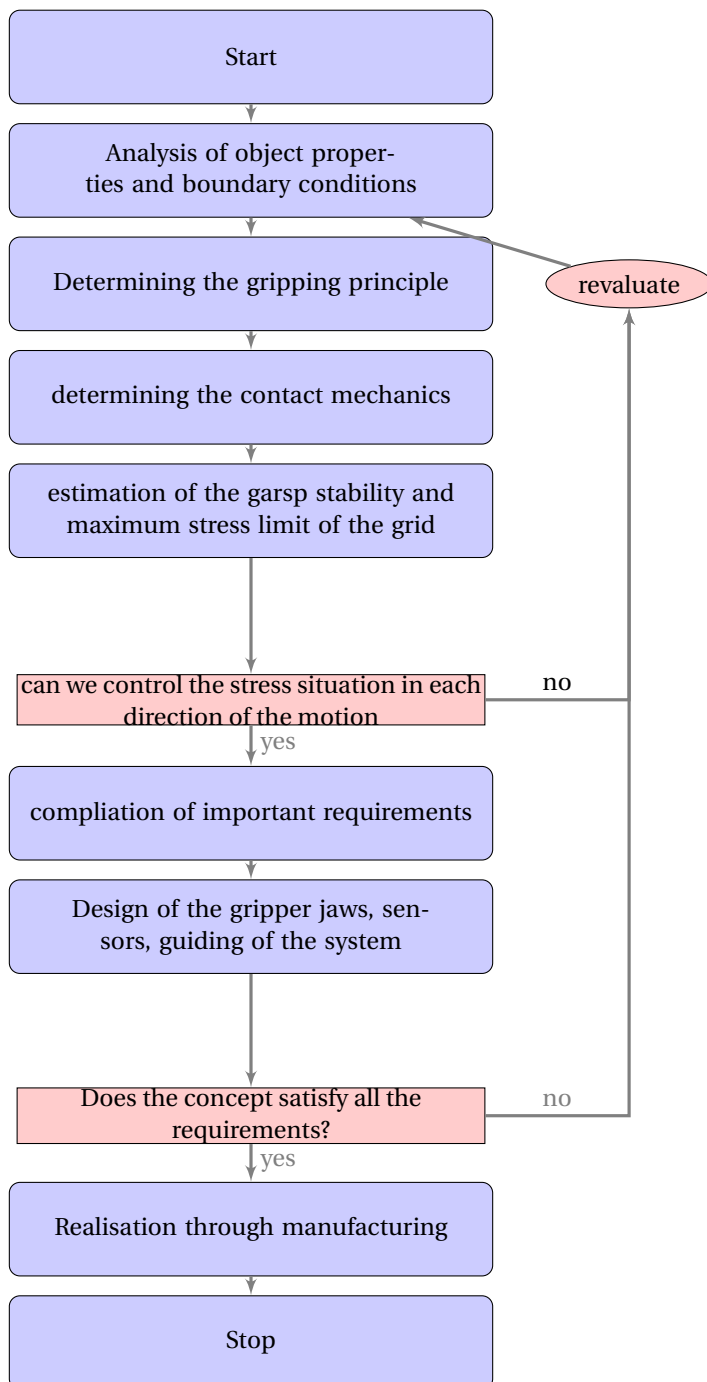 Start
Analysis of object proper-
ties and boundary conditions
Determining the gripping principle
revaluate
determining the contact mechanics
estimation of the garsp stability and
maximum stress limit of the grid
can we control the stress situation in each
direction of the motion
no
yes
compliation of important requirements
Design of the gripper jaws, sen-
sors, guiding of the system
Does the concept satisfy all the
requirements?
no
yes
Realisation through manufacturing
Stop